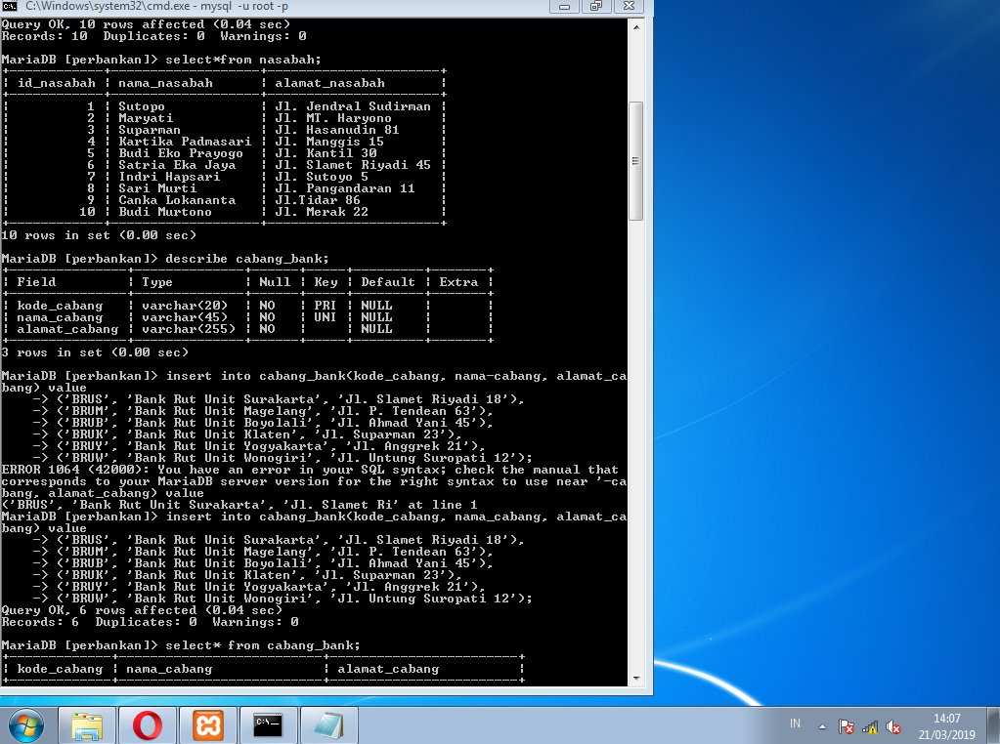 C:\Windows\system32\cmd.exe - mysql -u root -p
Query OK, 10 rows affected (0.04 sec)
Records: 10  Duplicates: 0  Warnings: 0
MariaDB [perbankan]> select*from nasabah;
| id_nasabah | nama_nasabah | alamat_nasabah |
| 1 | Sutopo | Jl. Jendral Sudirman |
| 2 | Maryati | Jl. MT. Haryono |
| 3 | Suparman | Jl. Hasanudin 81 |
| 4 | Kartika Padmasari | Jl. Manggis 15 |
| 5 | Budi Eko Prayogo | Jl. Kantil 30 |
| 6 | Satria Eka Jaya | Jl. Slamet Riyadi 45 |
| 7 | Indri Hapsari | Jl. Sutoyo 5 |
| 8 | Sari Murti | Jl. Pangandaran 11 |
| 9 | Canka Lokananta | Jl.Tidar 86 |
| 10 | Budi Murtono | Jl. Merak 22 |
10 rows in set (0.00 sec)
MariaDB [perbankan]> describe cabang_bank;
| Field | Type | Null | Key | Default | Extra |
| kode_cabang | varchar(20) | NO | PRI | NULL | |
| nama_cabang | varchar(45) | NO | UNI | NULL | |
| alamat_cabang | varchar(255) | NO | | NULL | |
3 rows in set (0.00 sec)
MariaDB [perbankan]> insert into cabang_bank(kode_cabang, nama-cabang, alamat_ca
bang) value
-> ('BRUS', 'Bank Rut Unit Surakarta', 'Jl. Slamet Riyadi 18'),
-> ('BRUM', 'Bank Rut Unit Magelang', 'Jl. P. Tendean 63'),
-> ('BRUB', 'Bank Rut Unit Boyolali', 'Jl. Ahmad Yani 45'),
-> ('BRUK', 'Bank Rut Unit Klaten', 'Jl. Suparman 23'),
-> ('BRUY', 'Bank Rut Unit Yogyakarta', 'Jl. Anggrek 21'),
-> ('BRUW', 'Bank Rut Unit Wonogiri', 'Jl. Untung Suropati 12');
ERROR 1064 (42000): You have an error in your SQL syntax; check the manual that
corresponds to your MariaDB server version for the right syntax to use near '-ca
bang, alamat_cabang) value
('BRUS', 'Bank Rut Unit Surakarta', 'Jl. Slamet Ri' at line 1
MariaDB [perbankan]> insert into cabang_bank(kode_cabang, nama_cabang, alamat_ca
bang) value
-> ('BRUS', 'Bank Rut Unit Surakarta', 'Jl. Slamet Riyadi 18'),
-> ('BRUM', 'Bank Rut Unit Magelang', 'Jl. P. Tendean 63'),
-> ('BRUB', 'Bank Rut Unit Boyolali', 'Jl. Ahmad Yani 45'),
-> ('BRUK', 'Bank Rut Unit Klaten', 'Jl. Suparman 23'),
-> ('BRUY', 'Bank Rut Unit Yogyakarta', 'Jl. Anggrek 21'),
-> ('BRUW', 'Bank Rut Unit Wonogiri', 'Jl. Untung Suropati 12');
Query OK, 6 rows affected (0.04 sec)
Records: 6  Duplicates: 0  Warnings: 0
MariaDB [perbankan]> select* from cabang_bank;
| kode_cabang | nama_cabang | alamat_cabang |
IN
14:07
21/03/2019